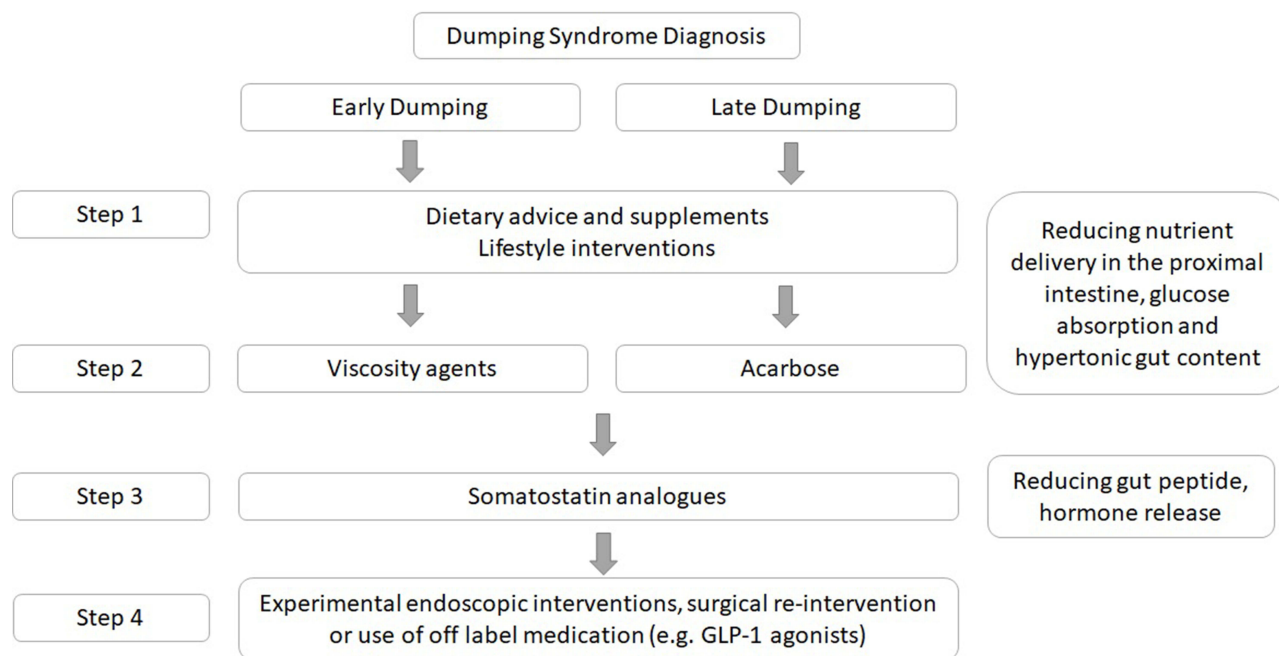 Dumping Syndrome Diagnosis
Early Dumping
Late Dumping
Step 1
Dietary advice and supplements
Lifestyle interventions
Reducing nutrient
delivery in the proximal
intestine, glucose
absorption and
hypertonic gut content
Step 2
Viscosity agents
Acarbose
Step 3
Somatostatin analogues
Reducing gut peptide,
hormone release
Step 4
Experimental endoscopic interventions, surgical re-intervention
or use of off label medication (e.g. GLP-1 agonists)